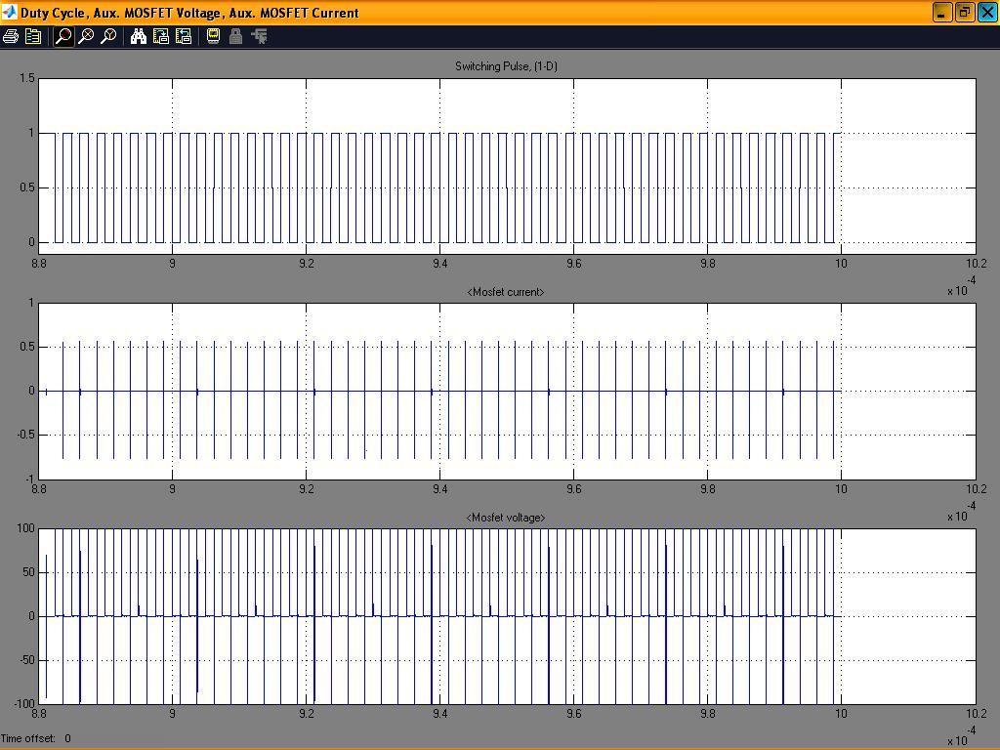 Duty Cycle, Aux. MOSFET Voltage, Aux. MOSFET Current
Switching Pulse, (1-D)
1.5
1
0.5
0
8.8 9 9.2 9.4 9.6 9.8 10 10.2
x 10 -4
<Mosfet current>
1
0.5
0
-0.5
-1
8.8 9 9.2 9.4 9.6 9.8 10 10.2
x 10 -4
<Mosfet voltage>
100
50
0
-50
-100
8.8 9 9.2 9.4 9.6 9.8 10 10.2
x 10 -4
Time offset: 0